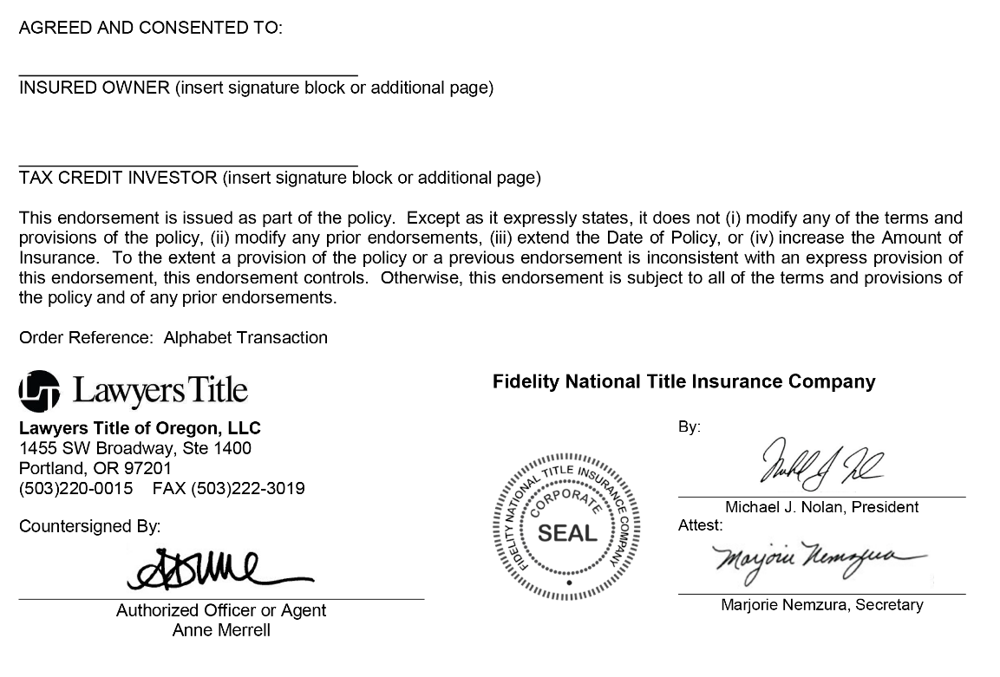 AGREED AND CONSENTED TO:
INSURED OWNER (insert signature block or additional page)
TAX CREDIT INVESTOR (insert signature block or additional page)
This endorsement is issued as part of the policy.  Except as it expressly states, it does not (i) modify any of the terms and
provisions of the policy, (ii) modify any prior endorsements, (iii) extend the Date of Policy, or (iv) increase the Amount of
Insurance.  To the extent a provision of the policy or a previous endorsement is inconsistent with an express provision of
this endorsement, this endorsement controls.  Otherwise, this endorsement is subject to all of the terms and provisions of
the policy and of any prior endorsements.
Order Reference:  Alphabet Transaction
LT Lawyers Title
Lawyers Title of Oregon, LLC
1455 SW Broadway, Ste 1400
Portland, OR 97201
(503)220-0015    FAX (503)222-3019
Countersigned By:
Authorized Officer or Agent
Anne Merrell
Fidelity National Title Insurance Company
FIDELITY NATIONAL TITLE INSURANCE COMPANY
CORPORATE
SEAL
By:
Michael J. Nolan, President
Attest:
Marjorie Nemzura
Marjorie Nemzura, Secretary